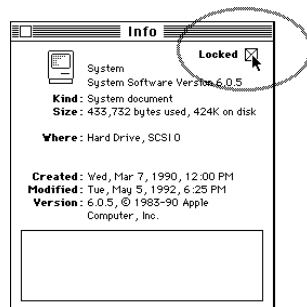 Info
Locked
System
System Software Version 6.0.5
Kind: System document
Size: 433,732 bytes used, 424K on disk
Where: Hard Drive, SCSI 0
Created: Wed, Mar 7, 1990, 12:00 PM
Modified: Tue, May 5, 1992, 6:25 PM
Version: 6.0.5, © 1983-90 Apple
Computer, Inc.